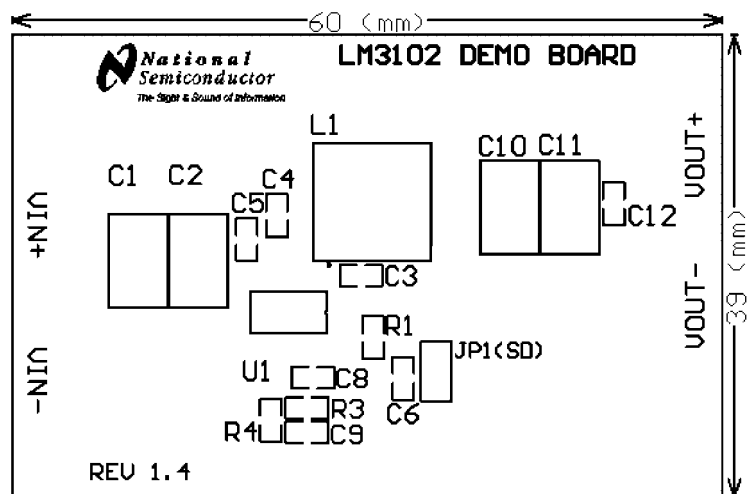 60 (mm)
National
Semiconductor
The Sight & Sound of Information
LM3102 DEMO BOARD
L1
C10 C11
VOUT+
C1 C2
C4
C5
C12
VIN+
C3
39 (mm)
VOUT-
R1
JP1(SD)
VIN-
U1
C8
R3
C6
R4
C9
REV 1.4